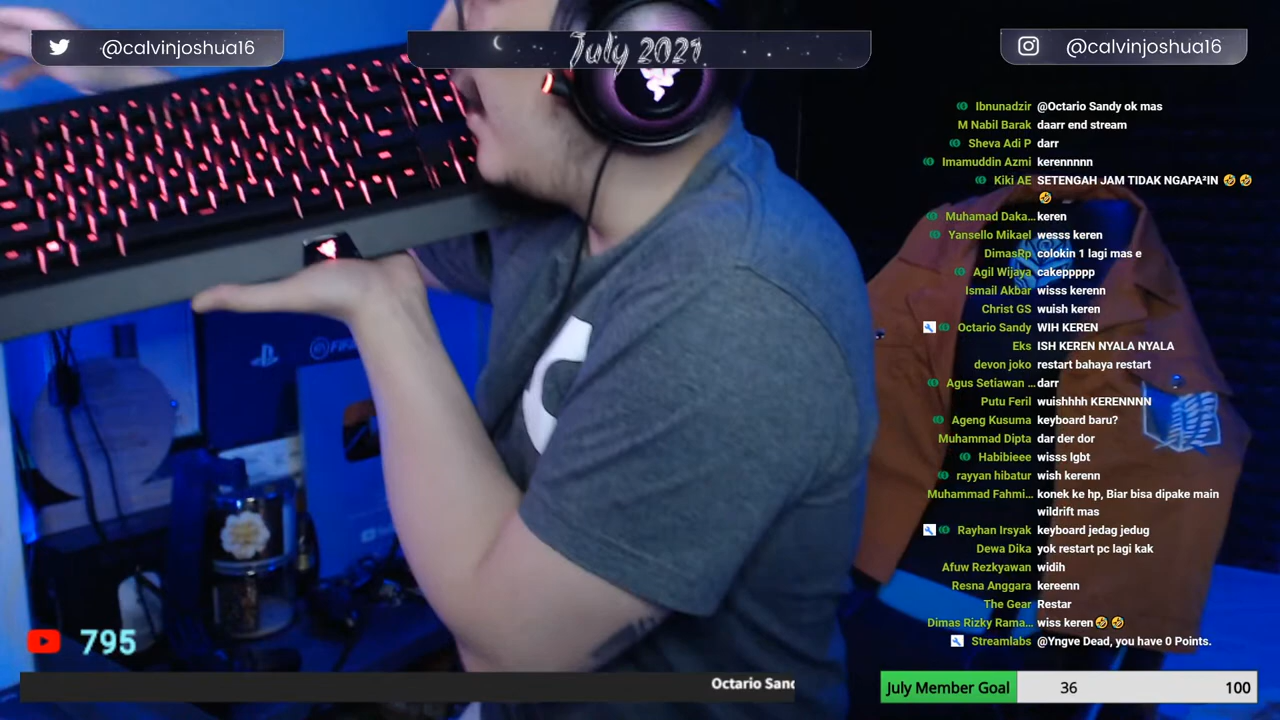 @calvinjoshua16
July 2021
@calvinjoshua16
Ibnunadzir @Octario Sandy ok mas
M Nabil Barak daarr end stream
Sheva Adi P darr
Imamuddin Azmi kerennnnn
Kiki AE SETENGAH JAM TIDAK NGAPA²IN 🤣 🤣
🤣
Muhamad Daka... keren
Yansello Mikael wesss keren
DimasRp colokin 1 lagi mas e
Agil Wijaya cakeppppp
Ismail Akbar wisss kerenn
Christ GS wuish keren
Octario Sandy WIH KEREN
Eks ISH KEREN NYALA NYALA
devon joko restart bahaya restart
Agus Setiawan ... darr
Putu Feril wuishhhh KERENNNN
Ageng Kusuma keyboard baru?
Muhammad Dipta dar der dor
Habibieee wisss lgbt
rayyan hibatur wish kerenn
Muhammad Fahmi... konek ke hp, Biar bisa dipake main
wildrift mas
Rayhan Irsyak keyboard jedag jedug
Dewa Dika yok restart pc lagi kak
Afuw Rezkyawan widih
Resna Anggara kereenn
The Gear Restar
Dimas Rizky Rama... wiss keren🤣 🤣
Streamlabs @Yngve Dead, you have 0 Points.
795
Octario Sand
July Member Goal 36 100